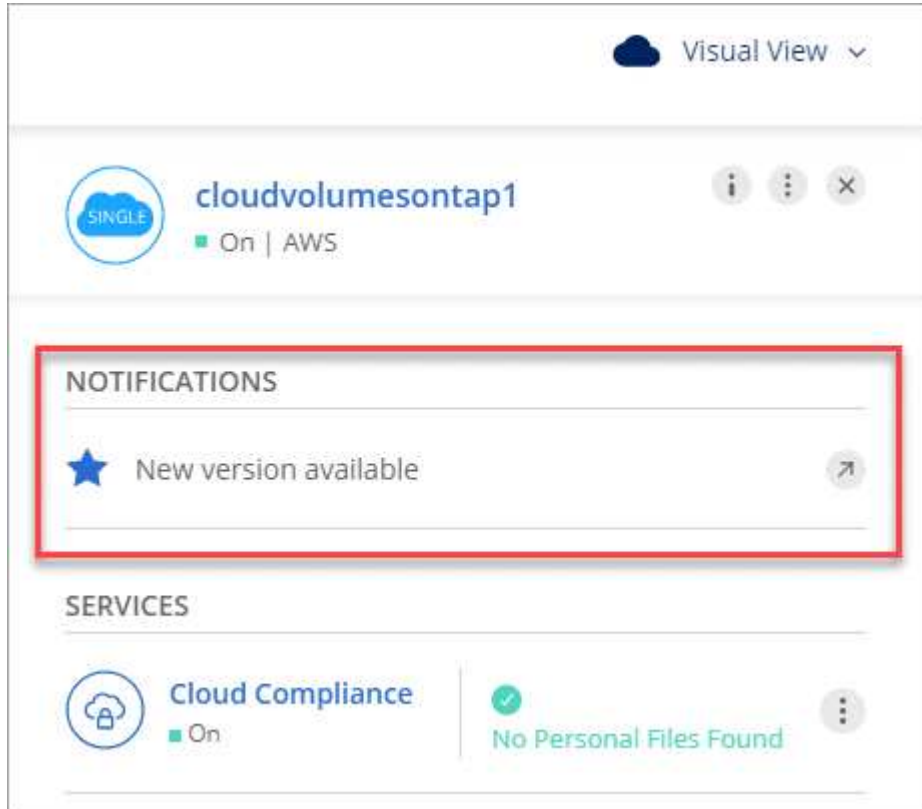 Visual View
SINGLE
cloudvolumesontap1
On | AWS
NOTIFICATIONS
New version available
SERVICES
Cloud Compliance
On
No Personal Files Found